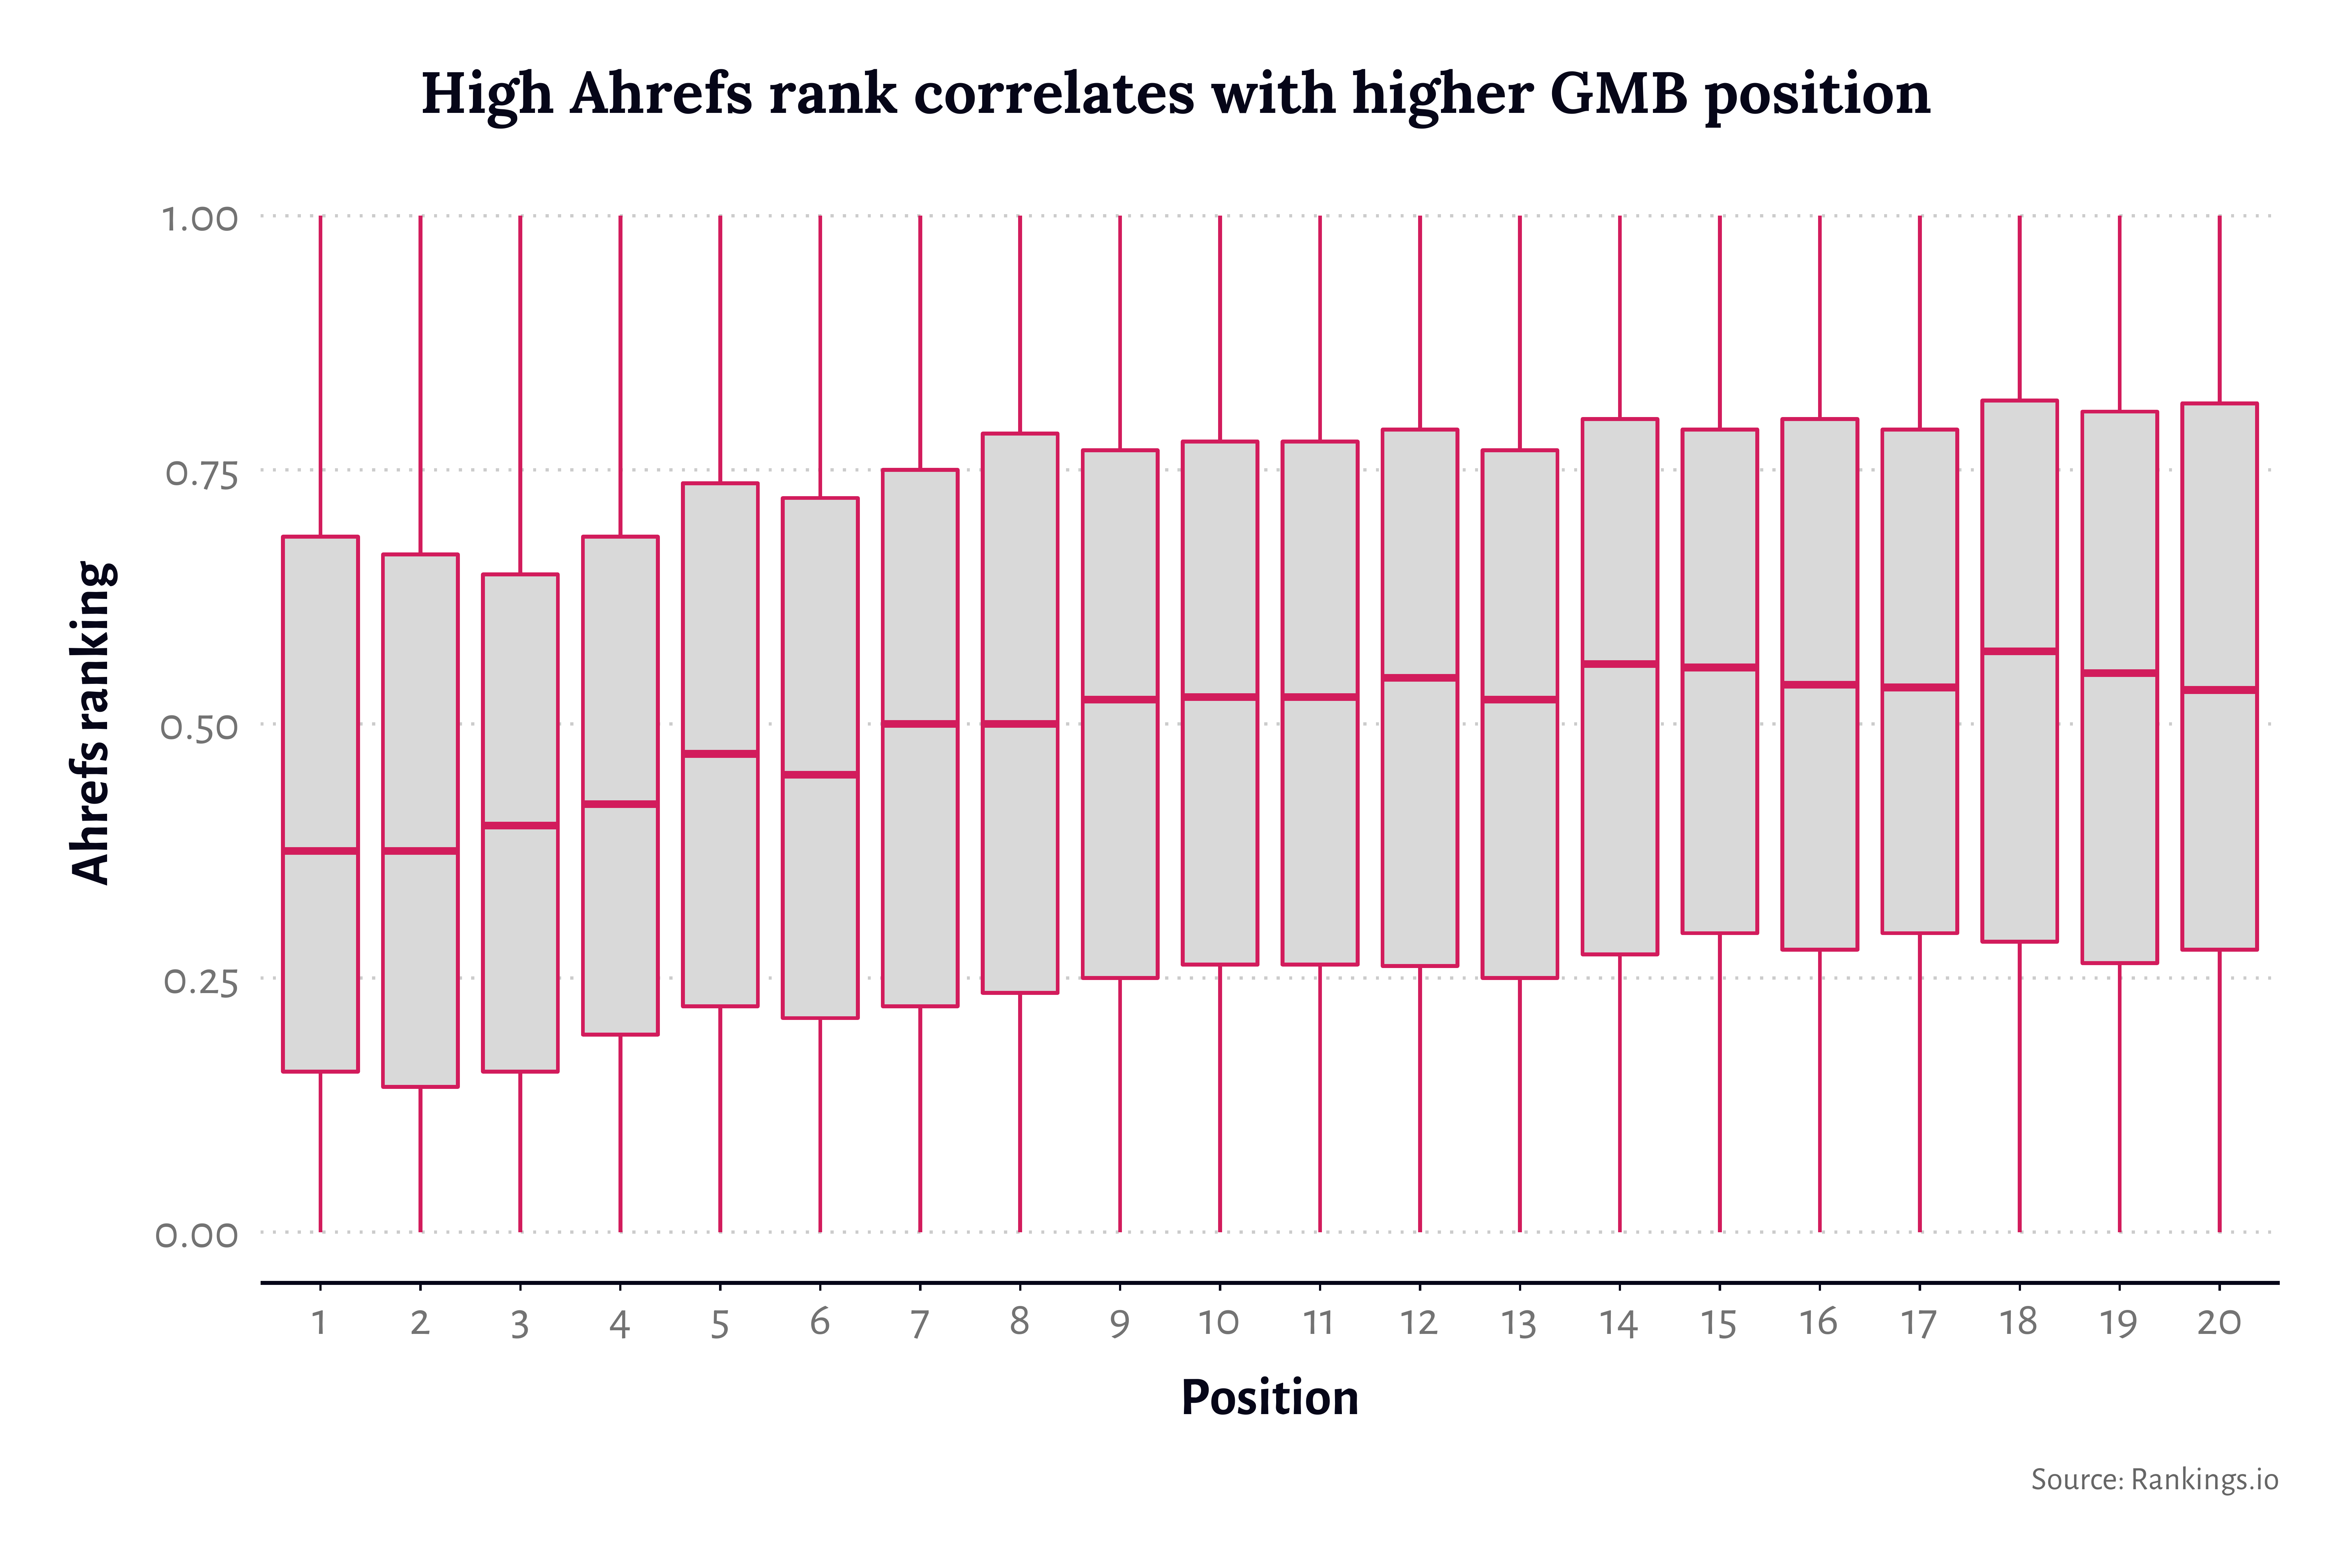 High Ahrefs rank correlates with higher GMB position
1.00
0.75
0.50
0.25
0.00
Ahrefs ranking
1 2 3 4 5 6 7 8 9 10 11 12 13 14 15 16 17 18 19 20
Position
Source: Rankings.io